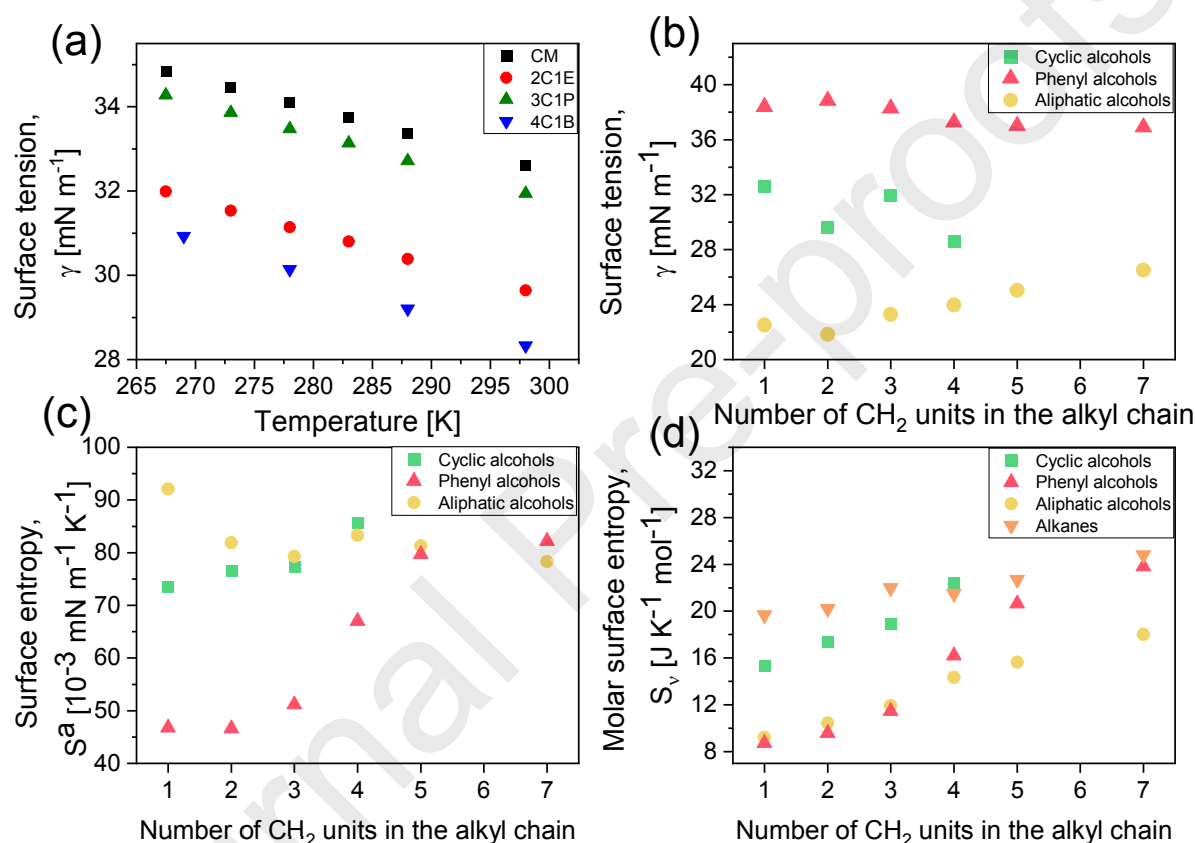 (a)
CM
2C1E
3C1P
4C1B
34
32
30
28
265 270 275 280 285 290 295 300
Surface tension,
γ [mN m⁻¹]
Temperature [K]
(b)
Cyclic alcohols
Phenyl alcohols
Aliphatic alcohols
40
36
32
28
24
20
1 2 3 4 5 6 7
Surface tension,
γ [mN m⁻¹]
Number of CH₂ units in the alkyl chain
(c)
Cyclic alcohols
Phenyl alcohols
Aliphatic alcohols
100
90
80
70
60
50
40
1 2 3 4 5 6 7
Surface entropy,
Sᵃ [10⁻³ mN m⁻¹ K⁻¹]
Number of CH₂ units in the alkyl chain
(d)
Cyclic alcohols
Phenyl alcohols
Aliphatic alcohols
Alkanes
32
28
24
20
16
12
8
1 2 3 4 5 6 7
Molar surface entropy,
Sᵥ [J K⁻¹ mol⁻¹]
Number of CH₂ units in the alkyl chain
rnal Pre-proofs